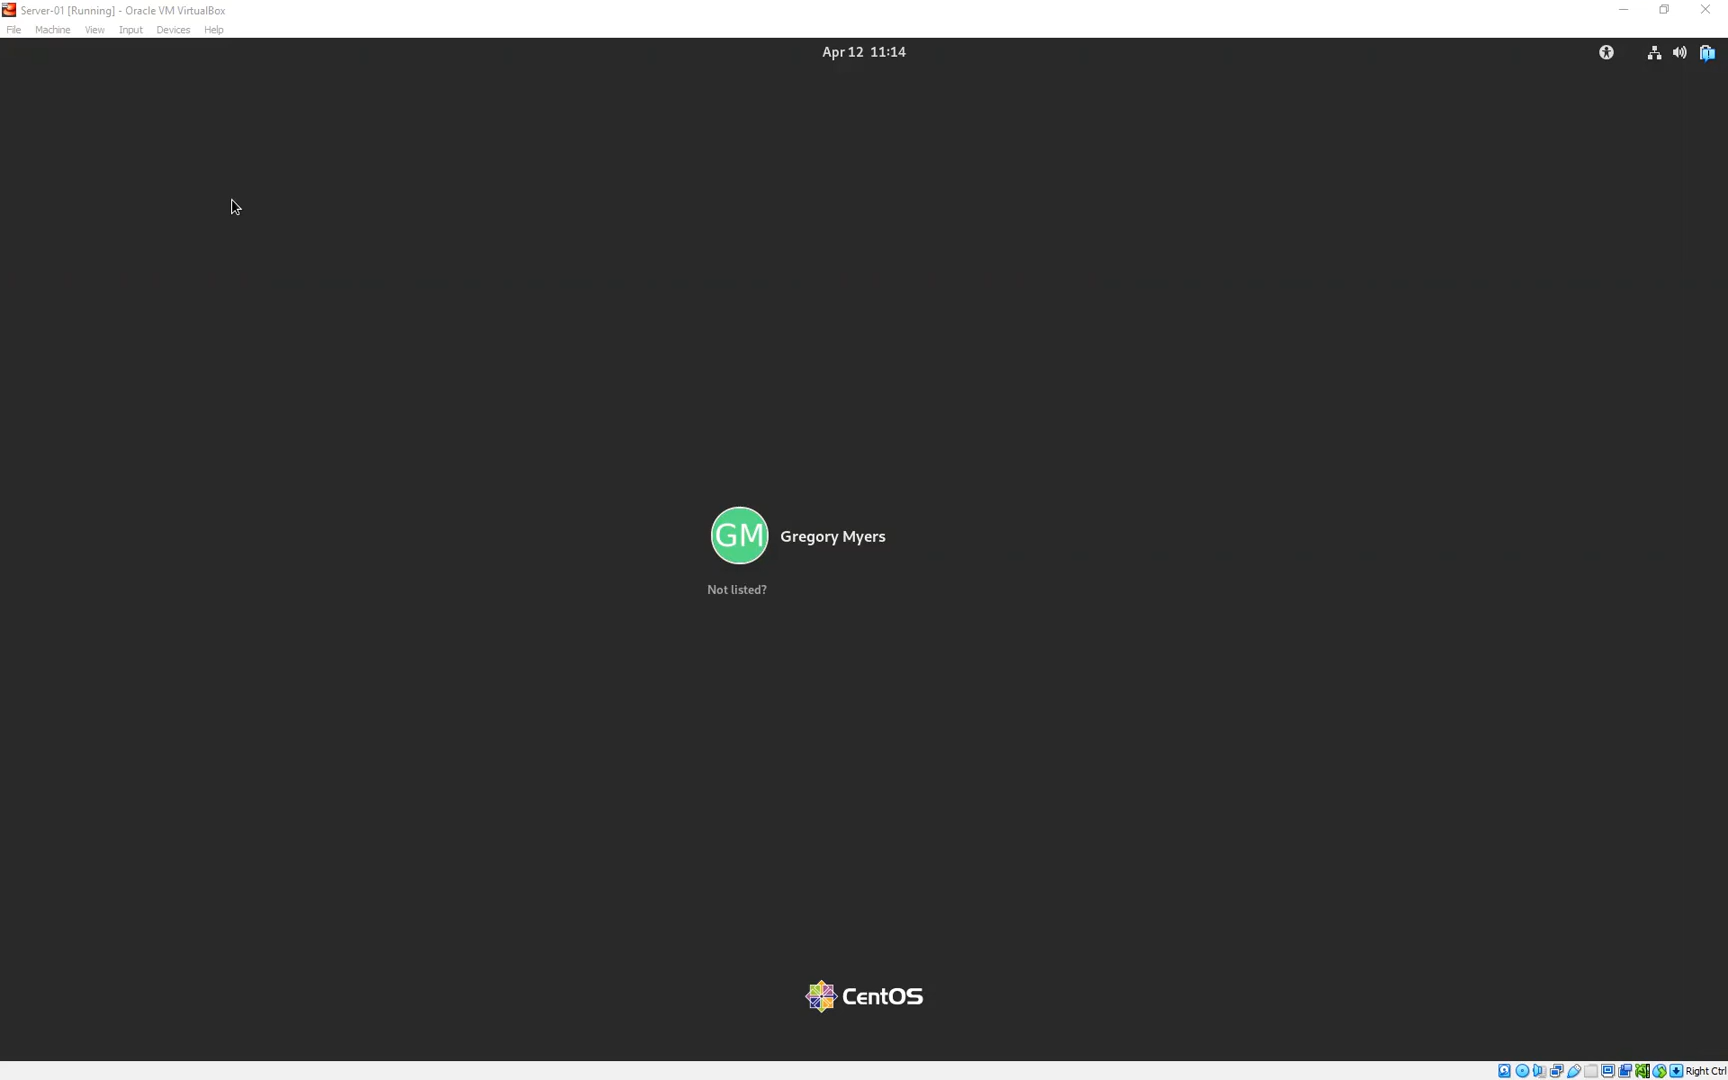 Server-01 [Running] - Oracle VM VirtualBox
File Machine View Input Devices Help
Apr 12 11:14
GM Gregory Myers
Not listed?
CentOS
Right Ctrl